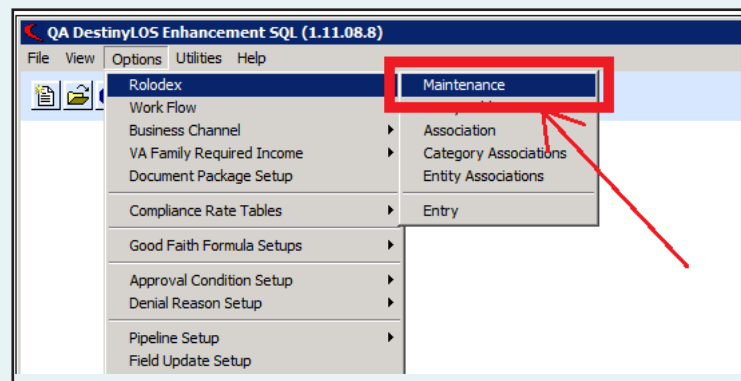 QA DestinyLOS Enhancement SQL (1.11.08.8)
File View Options Utilities Help
Rolodex
Work Flow
Business Channel
VA Family Required Income
Document Package Setup
Compliance Rate Tables
Good Faith Formula Setups
Approval Condition Setup
Denial Reason Setup
Pipeline Setup
Field Update Setup
Maintenance
Association
Category Associations
Entity Associations
Entry